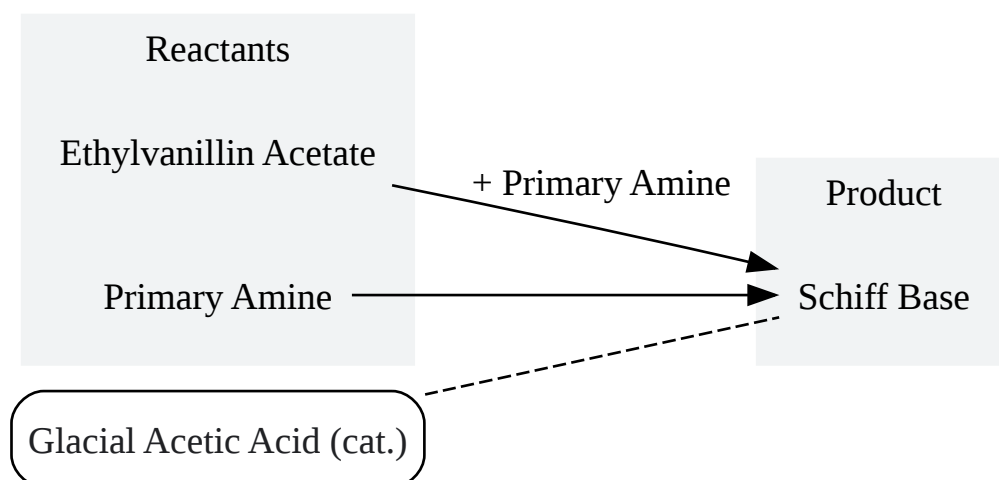 Reactants
Ethylvanillin Acetate
+ Primary Amine
Product
Primary Amine
Schiff Base
Glacial Acetic Acid (cat.)